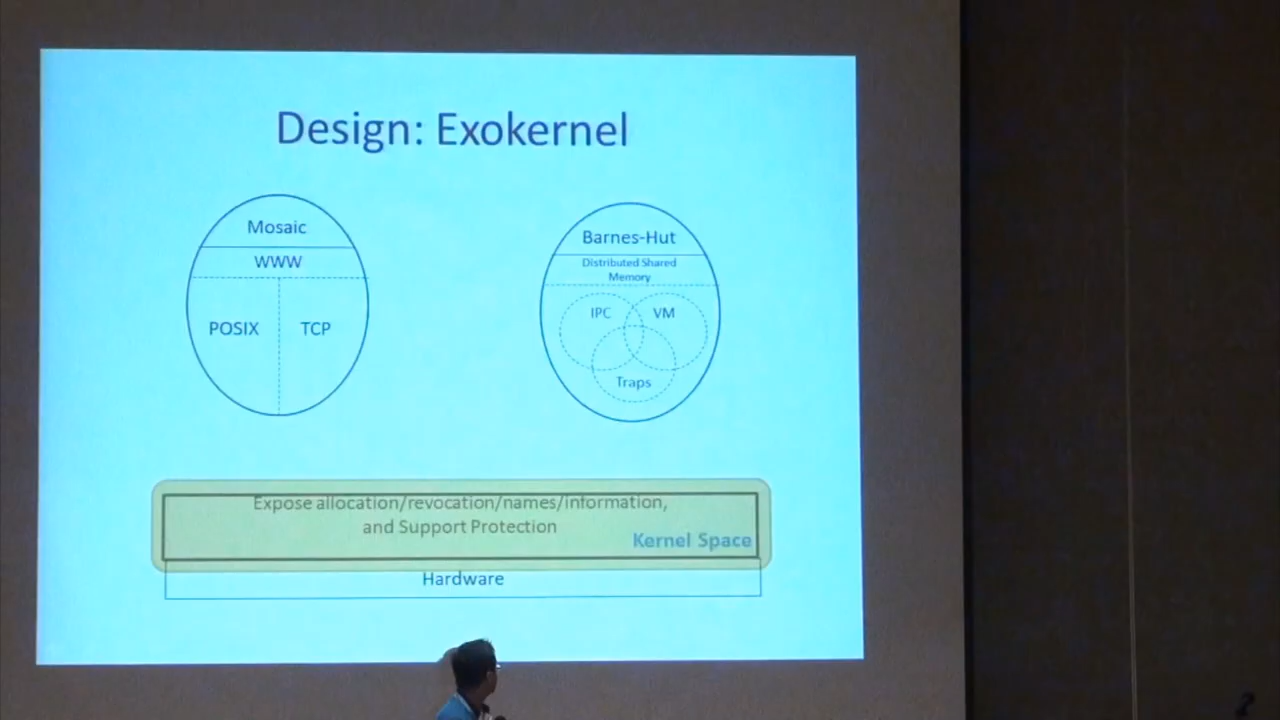 Design: Exokernel
Mosaic
WWW
POSIX
TCP
Barnes-Hut
Distributed Shared
Memory
IPC
VM
Traps
Expose allocation/revocation/names/information,
and Support Protection
Kernel Space
Hardware